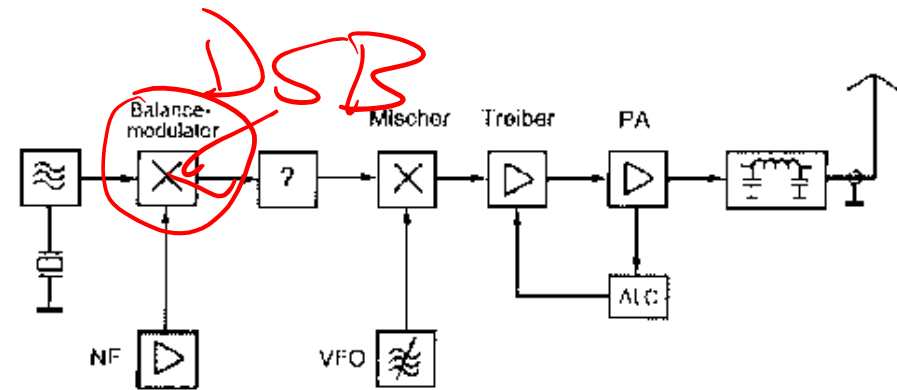 DSB
Balance-
modulator
Mischer
Treiber
PA
?
ALC
NF
VFO